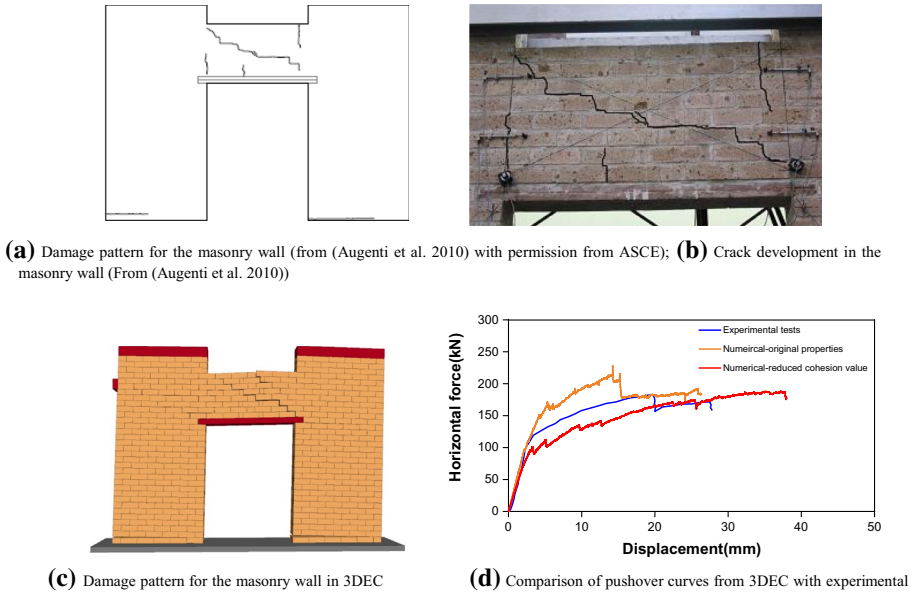 (a) Damage pattern for the masonry wall (from (Augenti et al. 2010) with permission from ASCE); (b) Crack development in the
masonry wall (From (Augenti et al. 2010))
300
250
200
150
100
50
0
Horizontal force(kN)
Experimental tests
Numeircal-original properties
Numerical-reduced cohesion value
0 10 20 30 40 50
Displacement(mm)
(c) Damage pattern for the masonry wall in 3DEC
(d) Comparison of pushover curves from 3DEC with experimental